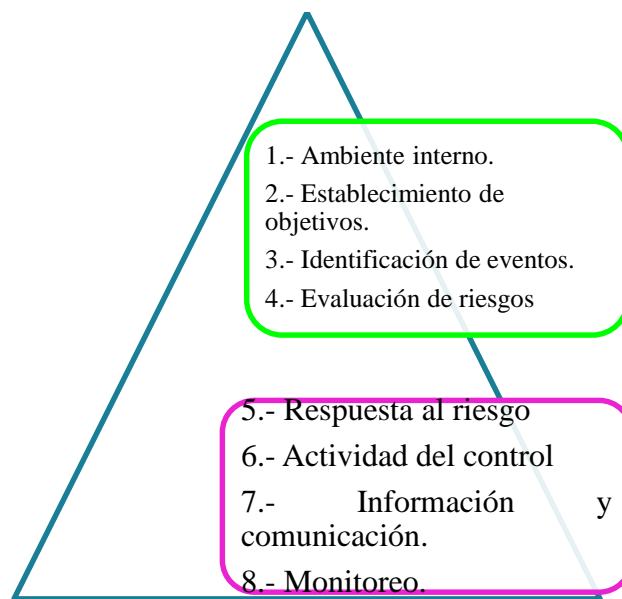 1.- Ambiente interno.
2.- Establecimiento de
objetivos.
3.- Identificación de eventos.
4.- Evaluación de riesgos
5.- Respuesta al riesgo
6.- Actividad del control
7.- Información y
comunicación.
8.- Monitoreo.